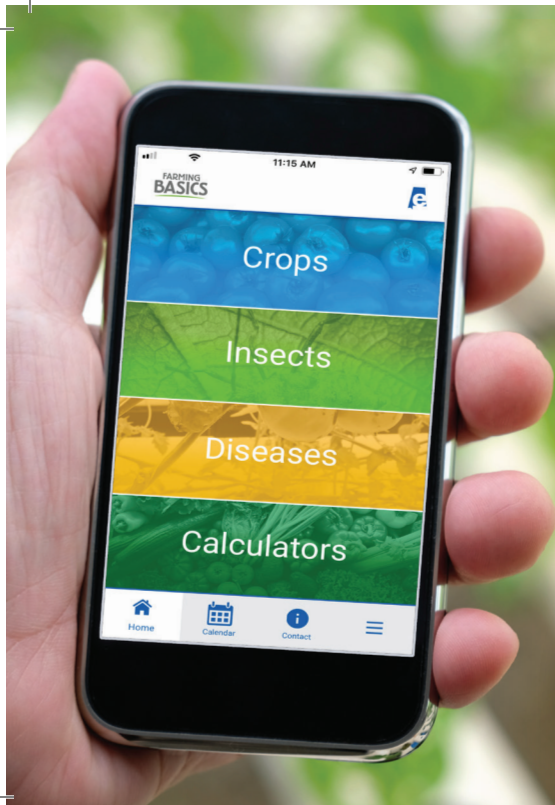 11:15 AM
FARMING
BASICS
e
Crops
Insects
Diseases
Calculators
Home
Calendar
Contact